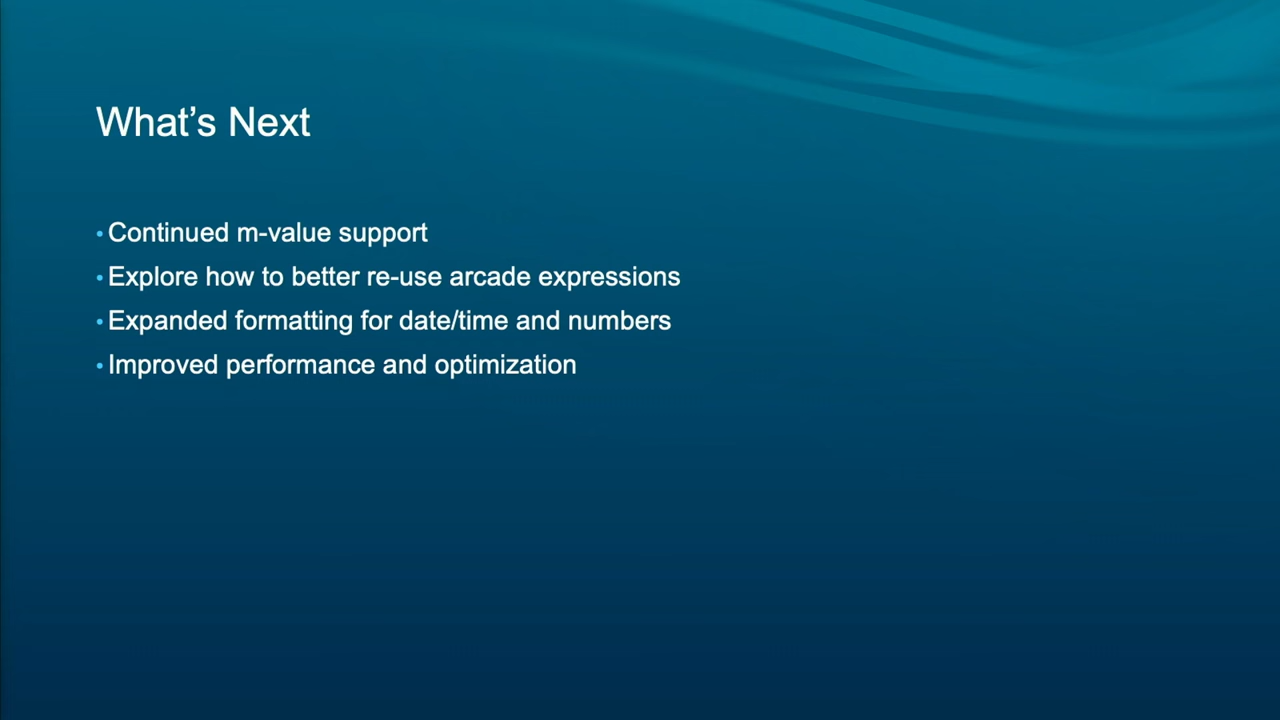 What’s Next
• Continued m-value support
• Explore how to better re-use arcade expressions
• Expanded formatting for date/time and numbers
• Improved performance and optimization